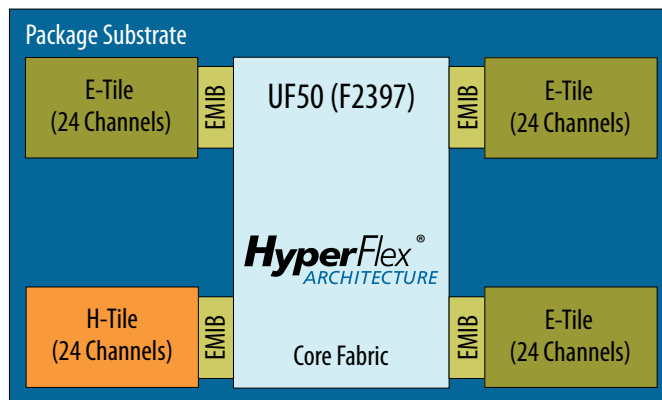 Package Substrate
E-Tile
(24 Channels)
EMIB
UF50 (F2397)
EMIB
E-Tile
(24 Channels)
HyperFlex®
ARCHITECTURE
H-Tile
(24 Channels)
EMIB
Core Fabric
EMIB
E-Tile
(24 Channels)